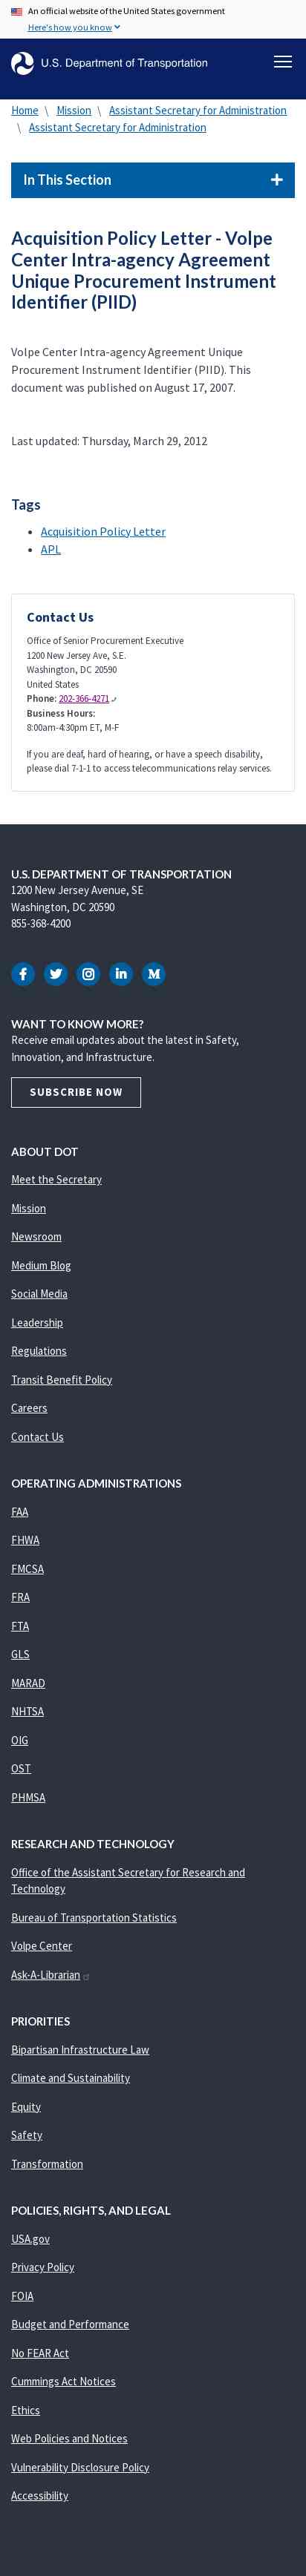 An official website of the United States government
Here's how you know
U.S. Department of Transportation
Home \ Mission \ Assistant Secretary for Administration
\ Assistant Secretary for Administration
In This Section +
Acquisition Policy Letter - Volpe
Center Intra-agency Agreement
Unique Procurement Instrument
Identifier (PIID)
Volpe Center Intra-agency Agreement Unique
Procurement Instrument Identifier (PIID). This
document was published on August 17, 2007.
Last updated: Thursday, March 29, 2012
Tags
• Acquisition Policy Letter
• APL
Contact Us
Office of Senior Procurement Executive
1200 New Jersey Ave, S.E.
Washington, DC 20590
United States
Phone: 202-366-4271
Business Hours:
8:00am-4:30pm ET, M-F
If you are deaf, hard of hearing, or have a speech disability,
please dial 7-1-1 to access telecommunications relay services.
U.S. DEPARTMENT OF TRANSPORTATION
1200 New Jersey Avenue, SE
Washington, DC 20590
855-368-4200
WANT TO KNOW MORE?
Receive email updates about the latest in Safety,
Innovation, and Infrastructure.
SUBSCRIBE NOW
ABOUT DOT
Meet the Secretary
Mission
Newsroom
Medium Blog
Social Media
Leadership
Regulations
Transit Benefit Policy
Careers
Contact Us
OPERATING ADMINISTRATIONS
FAA
FHWA
FMCSA
FRA
FTA
GLS
MARAD
NHTSA
OIG
OST
PHMSA
RESEARCH AND TECHNOLOGY
Office of the Assistant Secretary for Research and
Technology
Bureau of Transportation Statistics
Volpe Center
Ask-A-Librarian
PRIORITIES
Bipartisan Infrastructure Law
Climate and Sustainability
Equity
Safety
Transformation
POLICIES, RIGHTS, AND LEGAL
USA.gov
Privacy Policy
FOIA
Budget and Performance
No FEAR Act
Cummings Act Notices
Ethics
Web Policies and Notices
Vulnerability Disclosure Policy
Accessibility